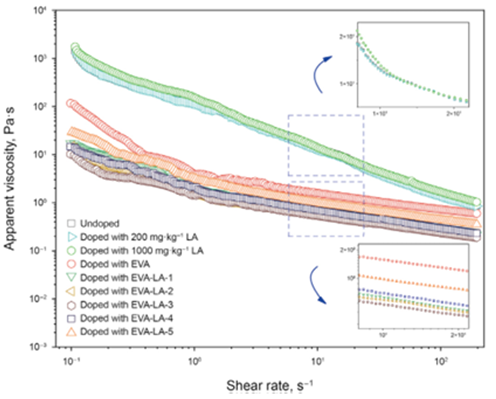 10⁴
10³
10²
10¹
10⁰
10⁻¹
10⁻²
10⁻³
Apparent viscosity, Pa·s
Undoped
Doped with 200 mg·kg⁻¹ LA
Doped with 1000 mg·kg⁻¹ LA
Doped with EVA
Doped with EVA-LA-1
Doped with EVA-LA-2
Doped with EVA-LA-3
Doped with EVA-LA-4
Doped with EVA-LA-5
10⁻¹
10⁰
10¹
10²
Shear rate, s⁻¹